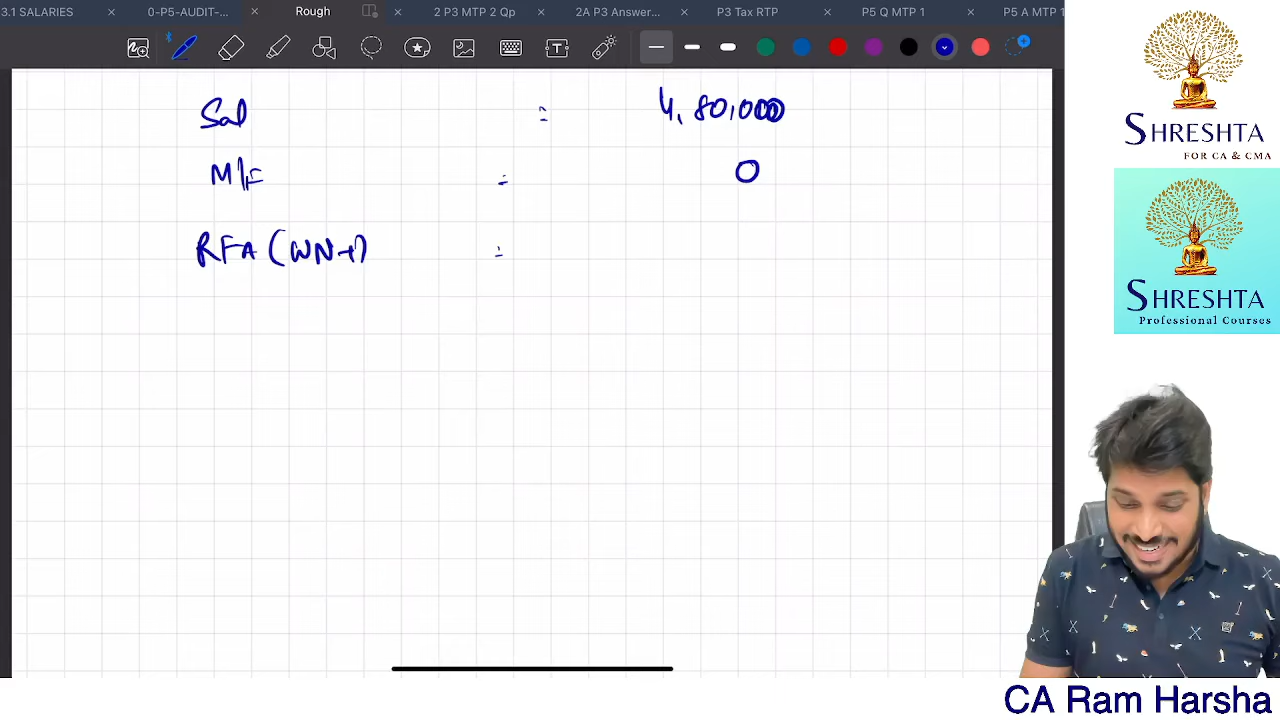 3.1 SALARIES
0-P5-AUDIT-...
Rough
2 P3 MTP 2 Qp
2A P3 Answer...
P3 Tax RTP
P5 Q MTP 1
P5 A MTP 1
Sal = 4,80,000
M/F = 0
RFA (WN-1) =
SHRESHTA
FOR CA & CMA
SHRESHTA
Professional Courses
CA Ram Harsha